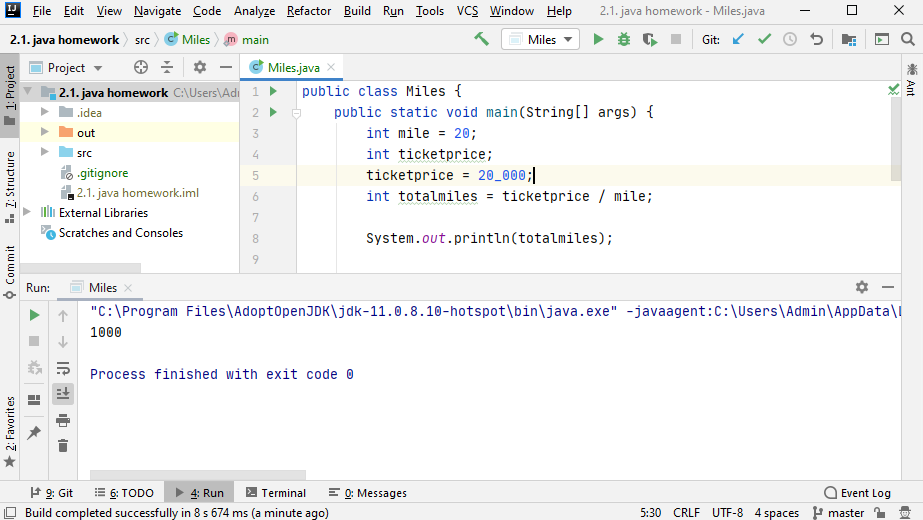 File Edit View Navigate Code Analyze Refactor Build Run Tools VCS Window Help 2.1. java homework - Miles.java
2.1. java homework src Miles main Miles Git:
Project Miles.java
1: Project
7: Structure
Commit
2: Favorites
Ant
2.1. java homework C:\Users\Adm
.idea
out
src
.gitignore
2.1. java homework.iml
External Libraries
Scratches and Consoles
1 public class Miles {
2 public static void main(String[] args) {
3 int mile = 20;
4 int ticketprice;
5 ticketprice = 20_000;
6 int totalmiles = ticketprice / mile;
7
8 System.out.println(totalmiles);
9
Run: Miles
"C:\Program Files\AdoptOpenJDK\jdk-11.0.8.10-hotspot\bin\java.exe" -javaagent:C:\Users\Admin\AppData\L
1000
Process finished with exit code 0
9: Git 6: TODO 4: Run Terminal 0: Messages Event Log
Build completed successfully in 8 s 674 ms (a minute ago) 5:30 CRLF UTF-8 4 spaces master